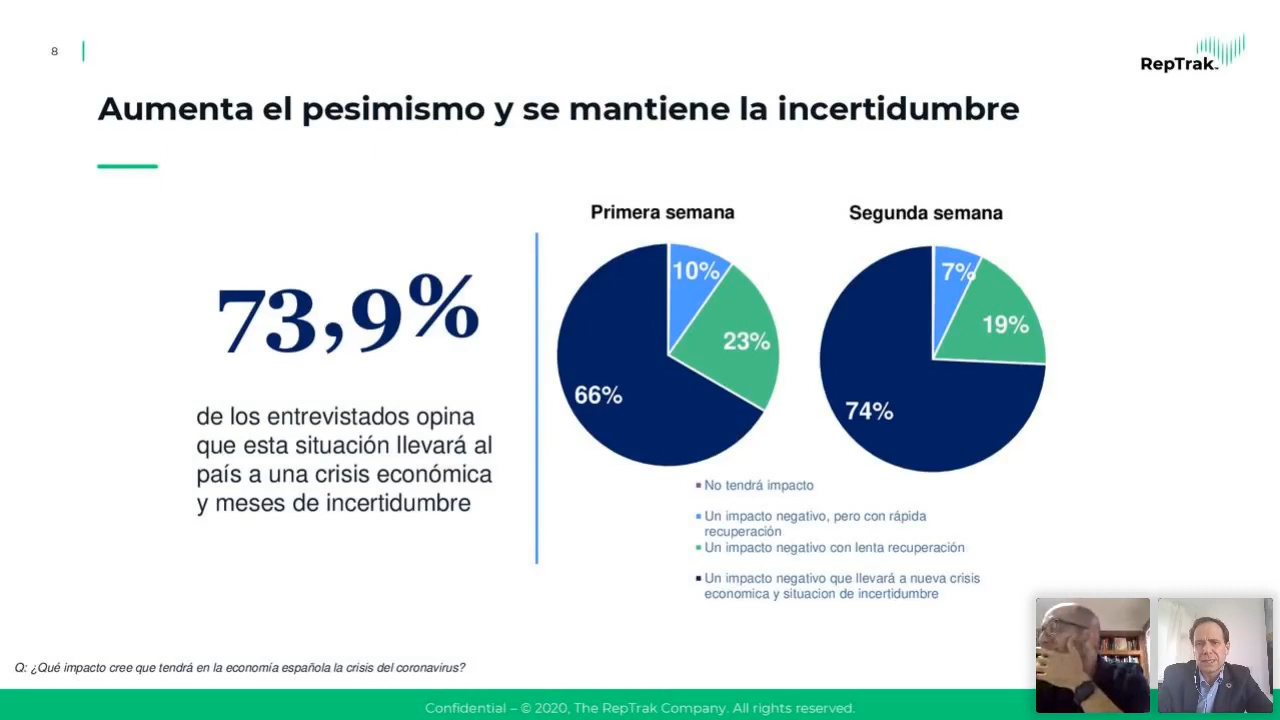 8
RepTrak
Aumenta el pesimismo y se mantiene la incertidumbre
73,9%
de los entrevistados opina
que esta situación llevará al
país a una crisis económica
y meses de incertidumbre
Primera semana
10%
23%
66%
Segunda semana
7%
19%
74%
No tendrá impacto
Un impacto negativo, pero con rápida
recuperación
Un impacto negativo con lenta recuperación
Un impacto negativo que llevará a nueva crisis
economica y situacion de incertidumbre
Q: ¿Qué impacto cree que tendrá en la economía española la crisis del coronavirus?
Confidential – © 2020, The RepTrak Company. All rights reserved.